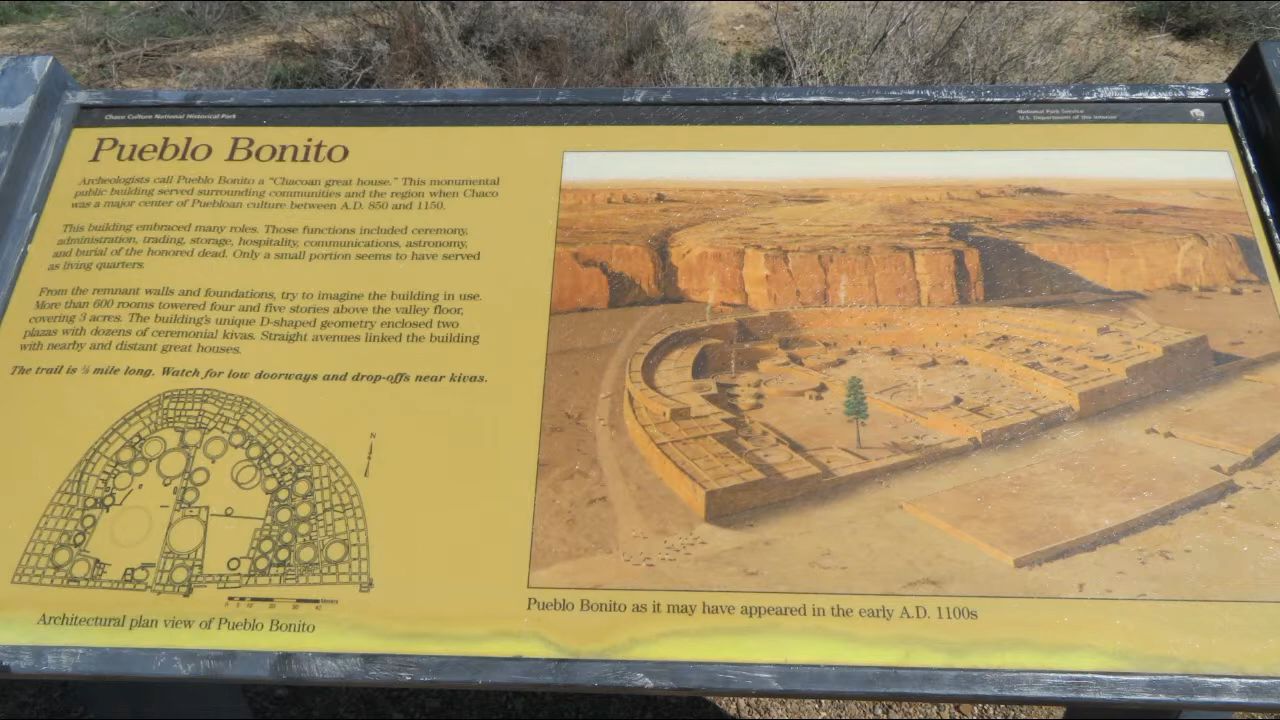 Chaco Culture National Historical Park
National Park Service
U.S. Department of the Interior
Pueblo Bonito
Archeologists call Pueblo Bonito a “Chacoan great house.” This monumental
public building served surrounding communities and the region when Chaco
was a major center of Puebloan culture between A.D. 850 and 1150.
This building embraced many roles. Those functions included ceremony,
administration, trading, storage, hospitality, communications, astronomy,
and burial of the honored dead. Only a small portion seems to have served
as living quarters.
From the remnant walls and foundations, try to imagine the building in use.
More than 600 rooms towered four and five stories above the valley floor,
covering 3 acres. The building's unique D-shaped geometry enclosed two
plazas with dozens of ceremonial kivas. Straight avenues linked the building
with nearby and distant great houses.
The trail is mile long. Watch for low doorways and drop-offs near kivas.
N
Meters
0 5 10 20 30 40
Architectural plan view of Pueblo Bonito
Pueblo Bonito as it may have appeared in the early A.D. 1100s